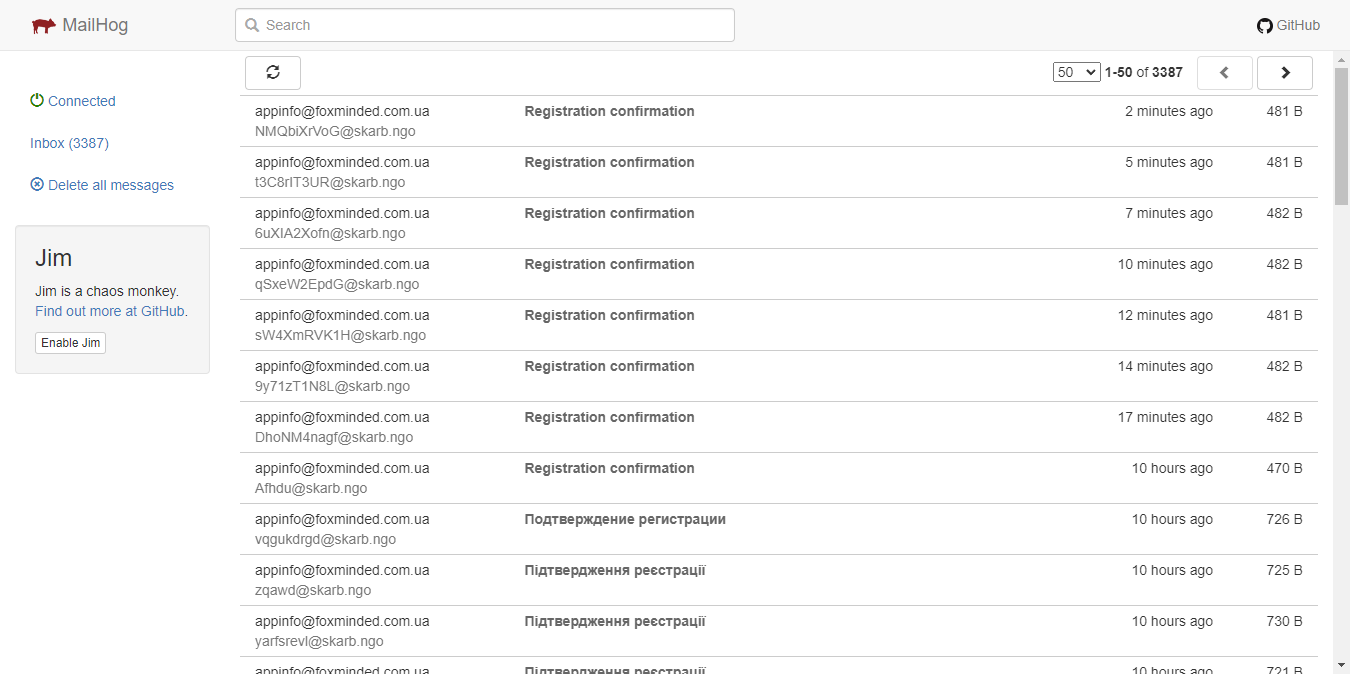 MailHog
Search
GitHub
Connected
Inbox (3387)
Delete all messages
Jim
Jim is a chaos monkey.
Find out more at GitHub.
Enable Jim
50 1-50 of 3387
appinfo@foxminded.com.ua Registration confirmation 2 minutes ago 481 B
NMQbiXrVoG@skarb.ngo
appinfo@foxminded.com.ua Registration confirmation 5 minutes ago 481 B
t3C8rIT3UR@skarb.ngo
appinfo@foxminded.com.ua Registration confirmation 7 minutes ago 482 B
6uXIA2Xofn@skarb.ngo
appinfo@foxminded.com.ua Registration confirmation 10 minutes ago 482 B
qSxeW2EpdG@skarb.ngo
appinfo@foxminded.com.ua Registration confirmation 12 minutes ago 481 B
sW4XmRVK1H@skarb.ngo
appinfo@foxminded.com.ua Registration confirmation 14 minutes ago 482 B
9y71zT1N8L@skarb.ngo
appinfo@foxminded.com.ua Registration confirmation 17 minutes ago 482 B
DhoNM4nagf@skarb.ngo
appinfo@foxminded.com.ua Registration confirmation 10 hours ago 470 B
Afhdu@skarb.ngo
appinfo@foxminded.com.ua Подтверждение регистрации 10 hours ago 726 B
vqgukdrgd@skarb.ngo
appinfo@foxminded.com.ua Підтвердження реєстрації 10 hours ago 725 B
zqawd@skarb.ngo
appinfo@foxminded.com.ua Підтвердження реєстрації 10 hours ago 730 B
yarfsrevl@skarb.ngo
appinfo@foxminded.com.ua Підтвердження реєстрації 10 hours ago 721 B